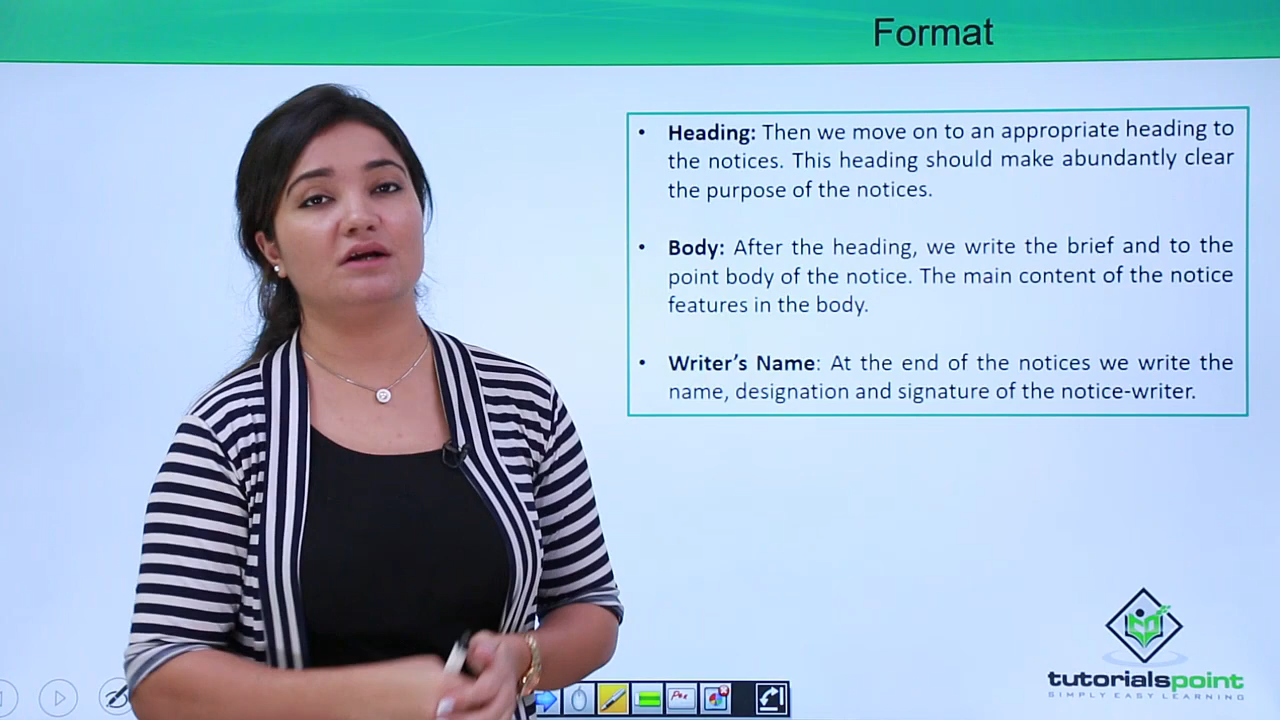 Format
• Heading: Then we move on to an appropriate heading to
the notices. This heading should make abundantly clear
the purpose of the notices.
• Body: After the heading, we write the brief and to the
point body of the notice. The main content of the notice
features in the body.
• Writer’s Name: At the end of the notices we write the
name, designation and signature of the notice-writer.
tutorialspoint
SIMPLY EASY LEARNING